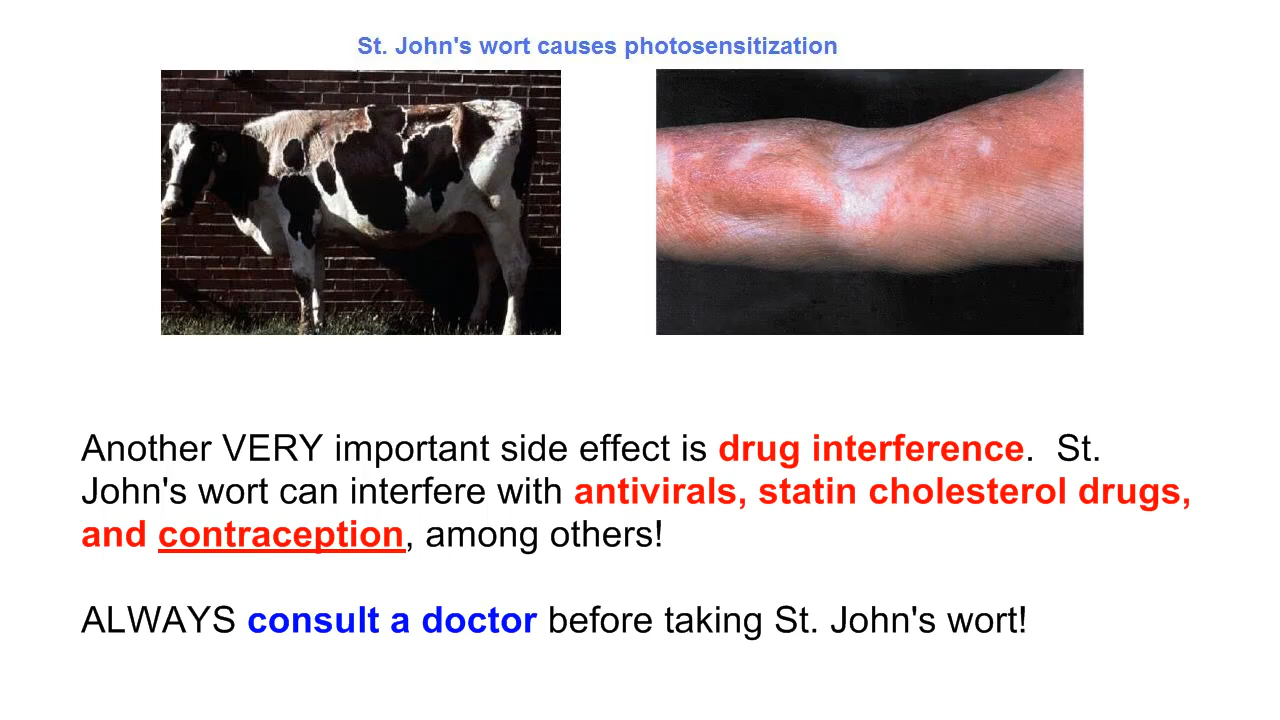 St. John's wort causes photosensitization
Another VERY important side effect is drug interference.  St.
John's wort can interfere with antivirals, statin cholesterol drugs,
and contraception, among others!
ALWAYS consult a doctor before taking St. John's wort!